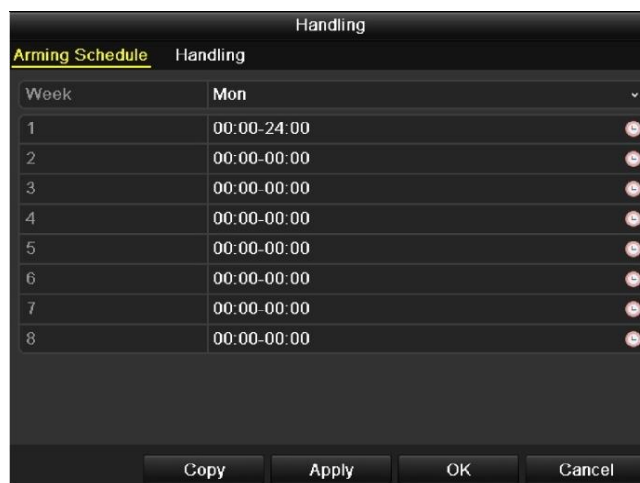 Handling
Arming Schedule Handling
Week Mon
1 00:00-24:00
2 00:00-00:00
3 00:00-00:00
4 00:00-00:00
5 00:00-00:00
6 00:00-00:00
7 00:00-00:00
8 00:00-00:00
Copy Apply OK Cancel